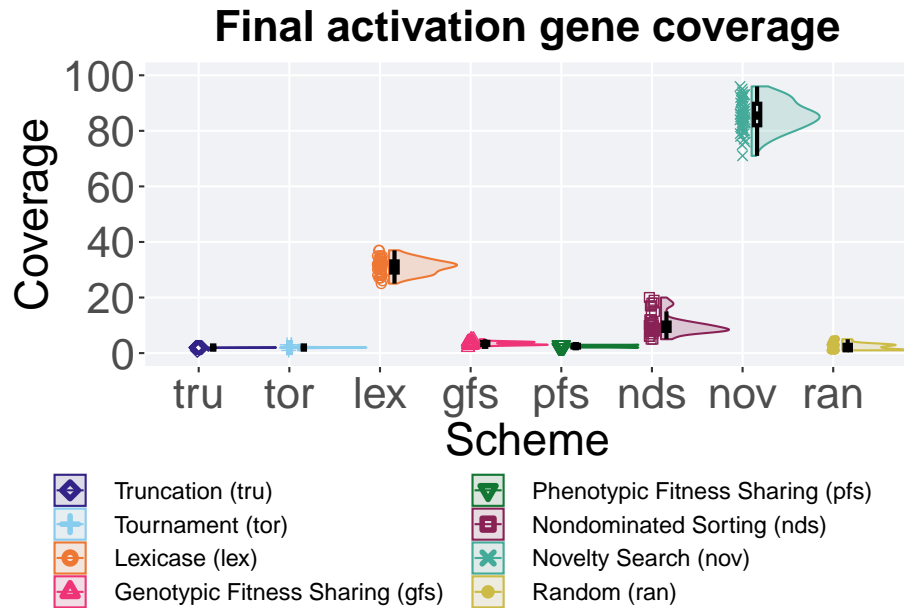 Final activation gene coverage
Coverage
100
80
60
40
20
0
tru tor lex gfs pfs nds nov ran
Scheme
Truncation (tru)
Tournament (tor)
Lexicase (lex)
Genotypic Fitness Sharing (gfs)
Phenotypic Fitness Sharing (pfs)
Nondominated Sorting (nds)
Novelty Search (nov)
Random (ran)